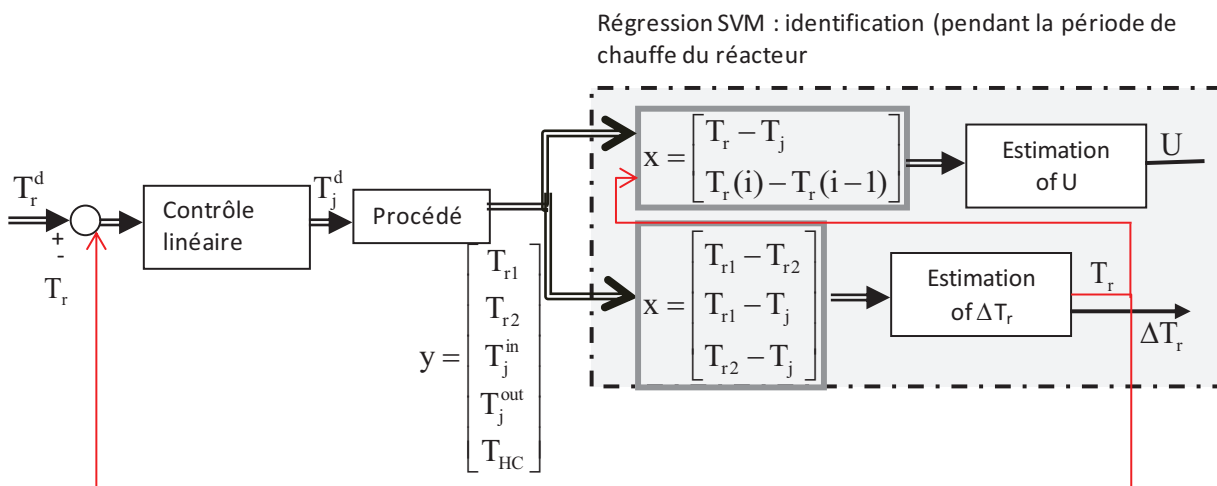 Régression SVM : identification (pendant la période de
chauffe du réacteur
T_r^d
+
-
T_r
Contrôle
linéaire
T_j^d
Procédé
y = [T_r1
T_r2
T_j^in
T_j^out
T_HC]
x = [T_r − T_j
T_r(i) − T_r(i−1)]
Estimation
of U
U
x = [T_r1 − T_r2
T_r1 − T_j
T_r2 − T_j]
Estimation
of ΔT_r
T_r
ΔT_r